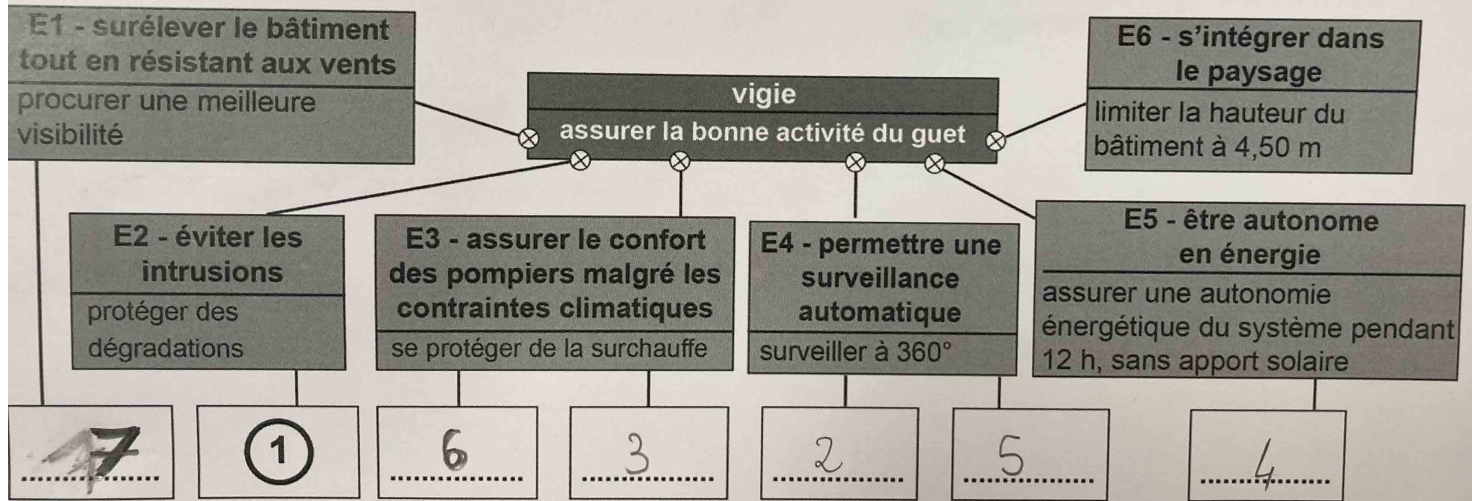 E1 - surélever le bâtiment
tout en résistant aux vents
procurer une meilleure
visibilité
vigie
assurer la bonne activité du guet
E6 - s'intégrer dans
le paysage
limiter la hauteur du
bâtiment à 4,50 m
E2 - éviter les
intrusions
protéger des
dégradations
E3 - assurer le confort
des pompiers malgré les
contraintes climatiques
se protéger de la surchauffe
E4 - permettre une
surveillance
automatique
surveiller à 360°
E5 - être autonome
en énergie
assurer une autonomie
énergétique du système pendant
12 h, sans apport solaire
7
1
6
3
2
5
4